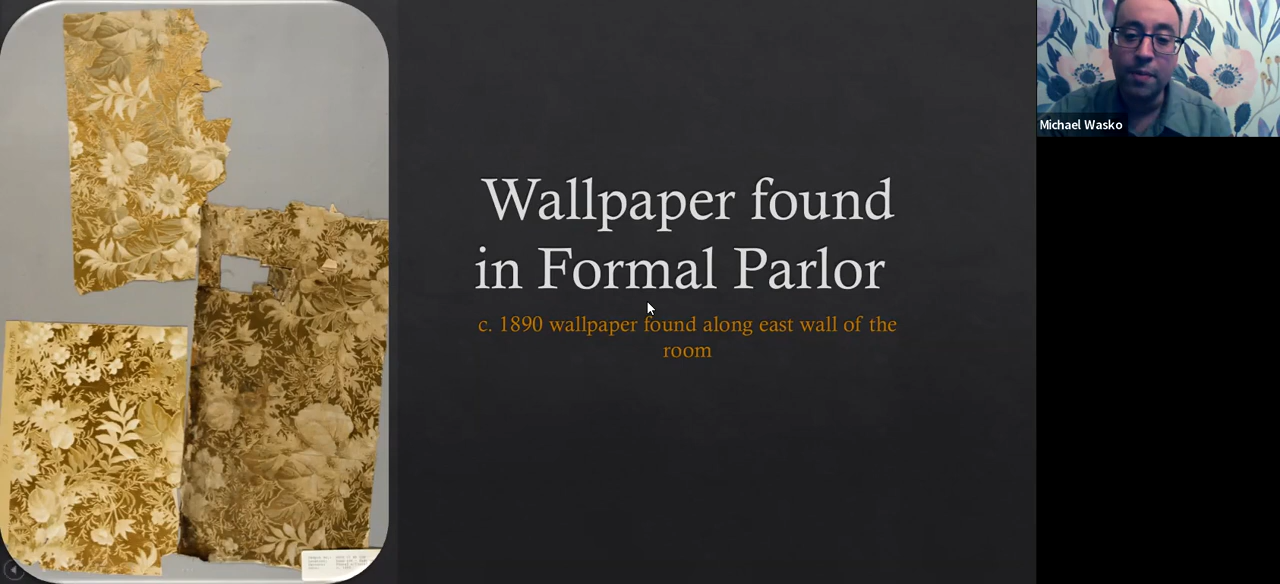 Wallpaper found
in Formal Parlor
c. 1890 wallpaper found along east wall of the
room
Michael Wasko